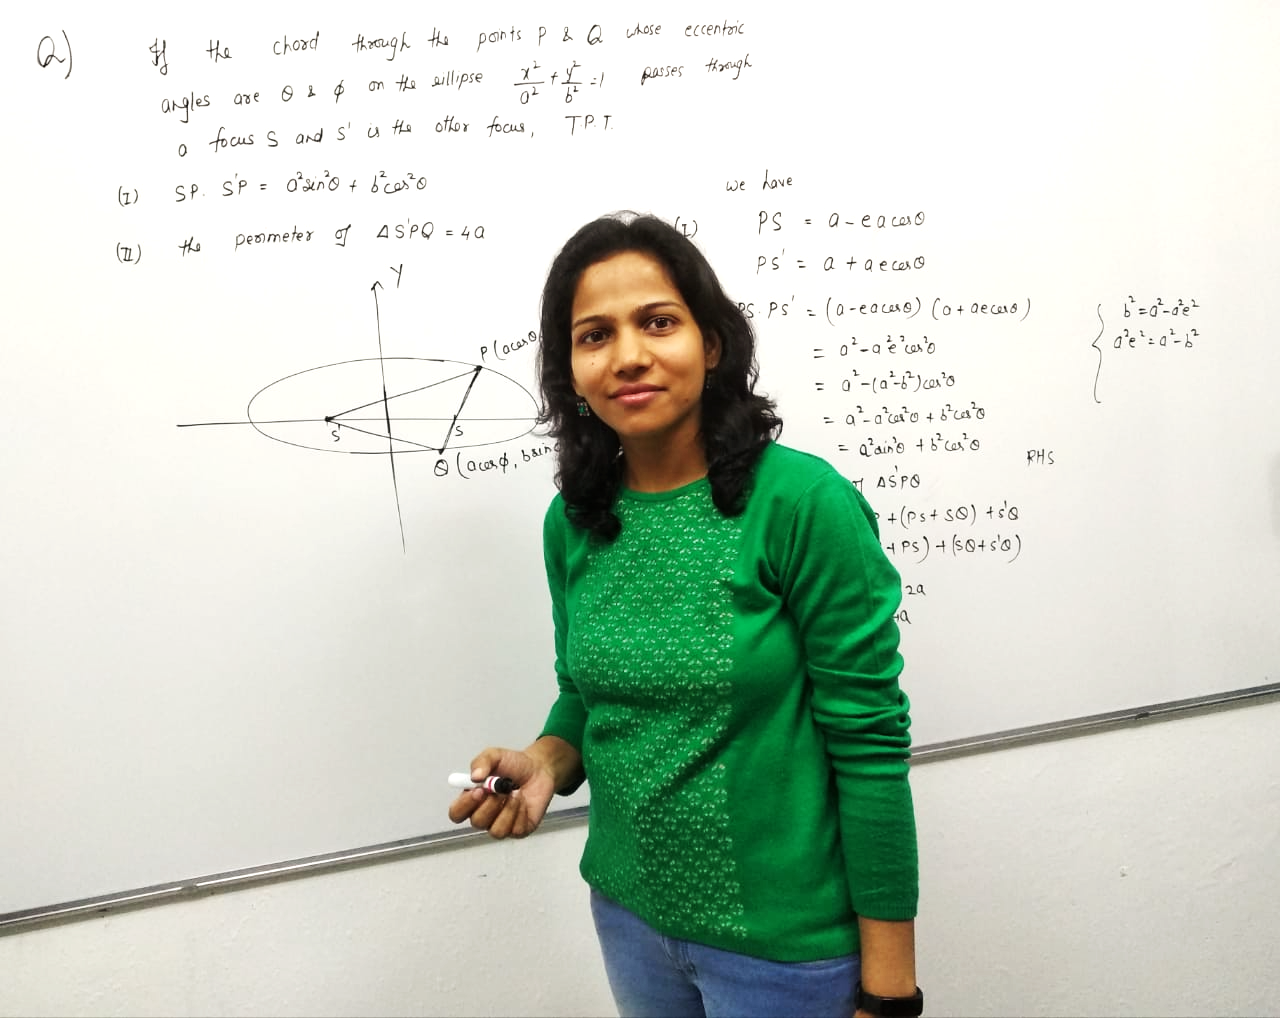 Q)
If the chord through the points P & Q whose eccentric
angles are θ & φ on the eillipse x²/a² + y²/b² = 1 passes through
a focus S and S' is the other focus, T.P.T.
(I) SP. S'P = a²sin²θ + b²cos²θ
(II) the perimeter of ΔS'PQ = 4a
Y
P (acosθ,
S'
S
Q (acosφ, bsin
we have
(I) PS = a - eacosθ
PS' = a + aecosθ
PS. PS' = (a-eacosθ) (a+aecosθ)
= a² - a²e²cos²θ
= a² - (a²-b²)cos²θ
= a² - a²cos²θ + b²cos²θ
= a²sin²θ + b²cos²θ
RHS
ΔS'PQ
+ (PS + SQ) + S'Q
+ PS) + (SQ + S'Q)
2a
4a
b² = a² - a²e²
a²e² = a² - b²